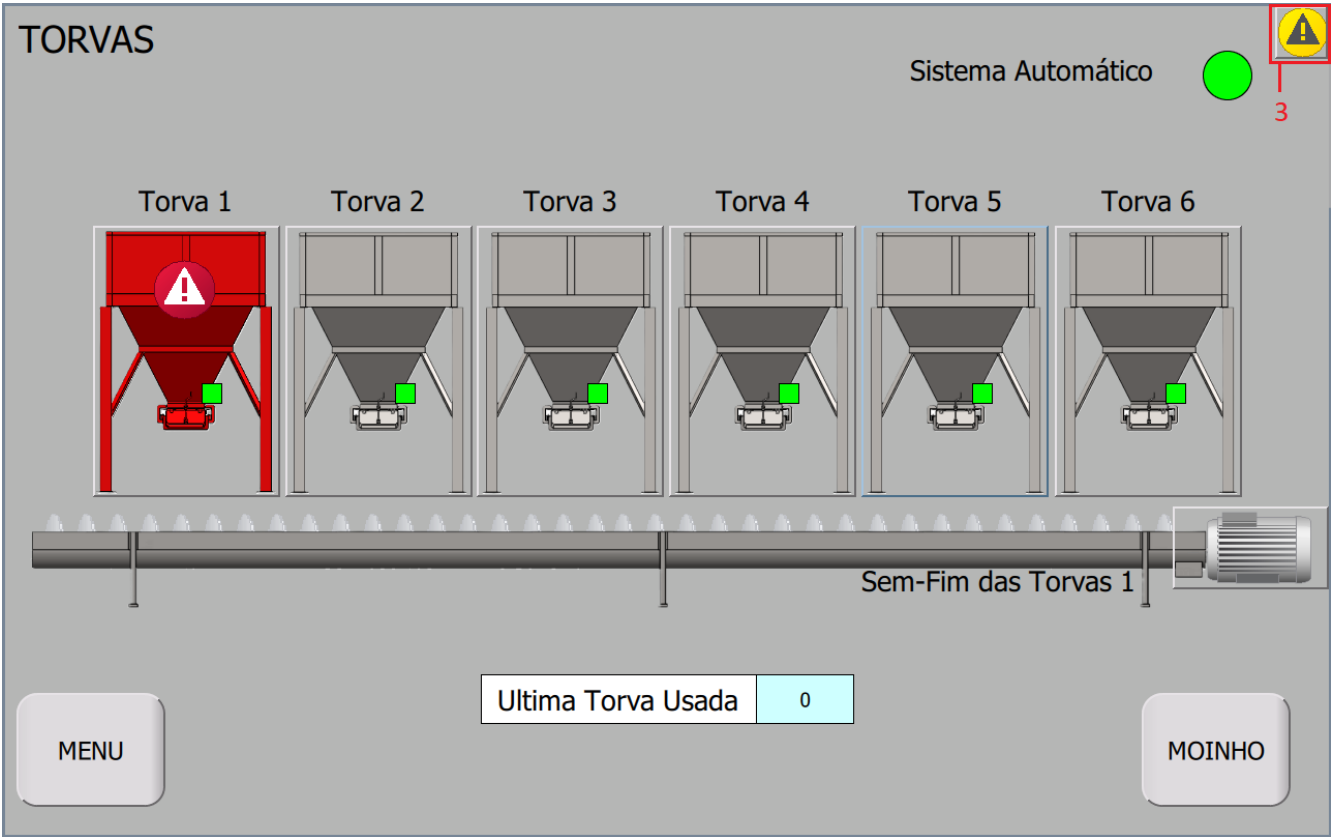 TORVAS
Sistema Automático
3
Torva 1
Torva 2
Torva 3
Torva 4
Torva 5
Torva 6
Sem-Fim das Torvas 1
Ultima Torva Usada
0
MENU
MOINHO